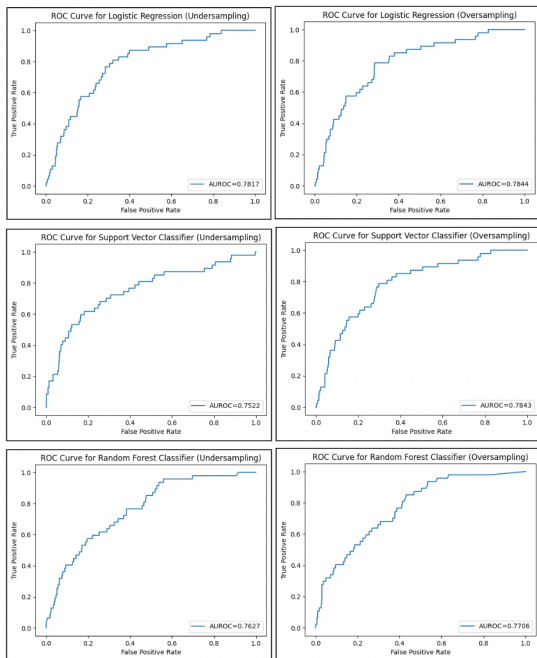 ROC Curve for Logistic Regression (Undersampling)
1.0
0.8
0.6
0.4
0.2
0.0
True Positive Rate
0.0 0.2 0.4 0.6 0.8 1.0
False Positive Rate
AUROC=0.7817
ROC Curve for Logistic Regression (Oversampling)
1.0
0.8
0.6
0.4
0.2
0.0
True Positive Rate
0.0 0.2 0.4 0.6 0.8 1.0
False Positive Rate
AUROC=0.7844
ROC Curve for Support Vector Classifier (Undersampling)
1.0
0.8
0.6
0.4
0.2
0.0
True Positive Rate
0.0 0.2 0.4 0.6 0.8 1.0
False Positive Rate
AUROC=0.7522
ROC Curve for Support Vector Classifier (Oversampling)
1.0
0.8
0.6
0.4
0.2
0.0
True Positive Rate
0.0 0.2 0.4 0.6 0.8 1.0
False Positive Rate
AUROC=0.7843
ROC Curve for Random Forest Classifier (Undersampling)
1.0
0.8
0.6
0.4
0.2
0.0
True Positive Rate
0.0 0.2 0.4 0.6 0.8 1.0
False Positive Rate
AUROC=0.7627
ROC Curve for Random Forest Classifier (Oversampling)
1.0
0.8
0.6
0.4
0.2
0.0
True Positive Rate
0.0 0.2 0.4 0.6 0.8 1.0
False Positive Rate
AUROC=0.7706